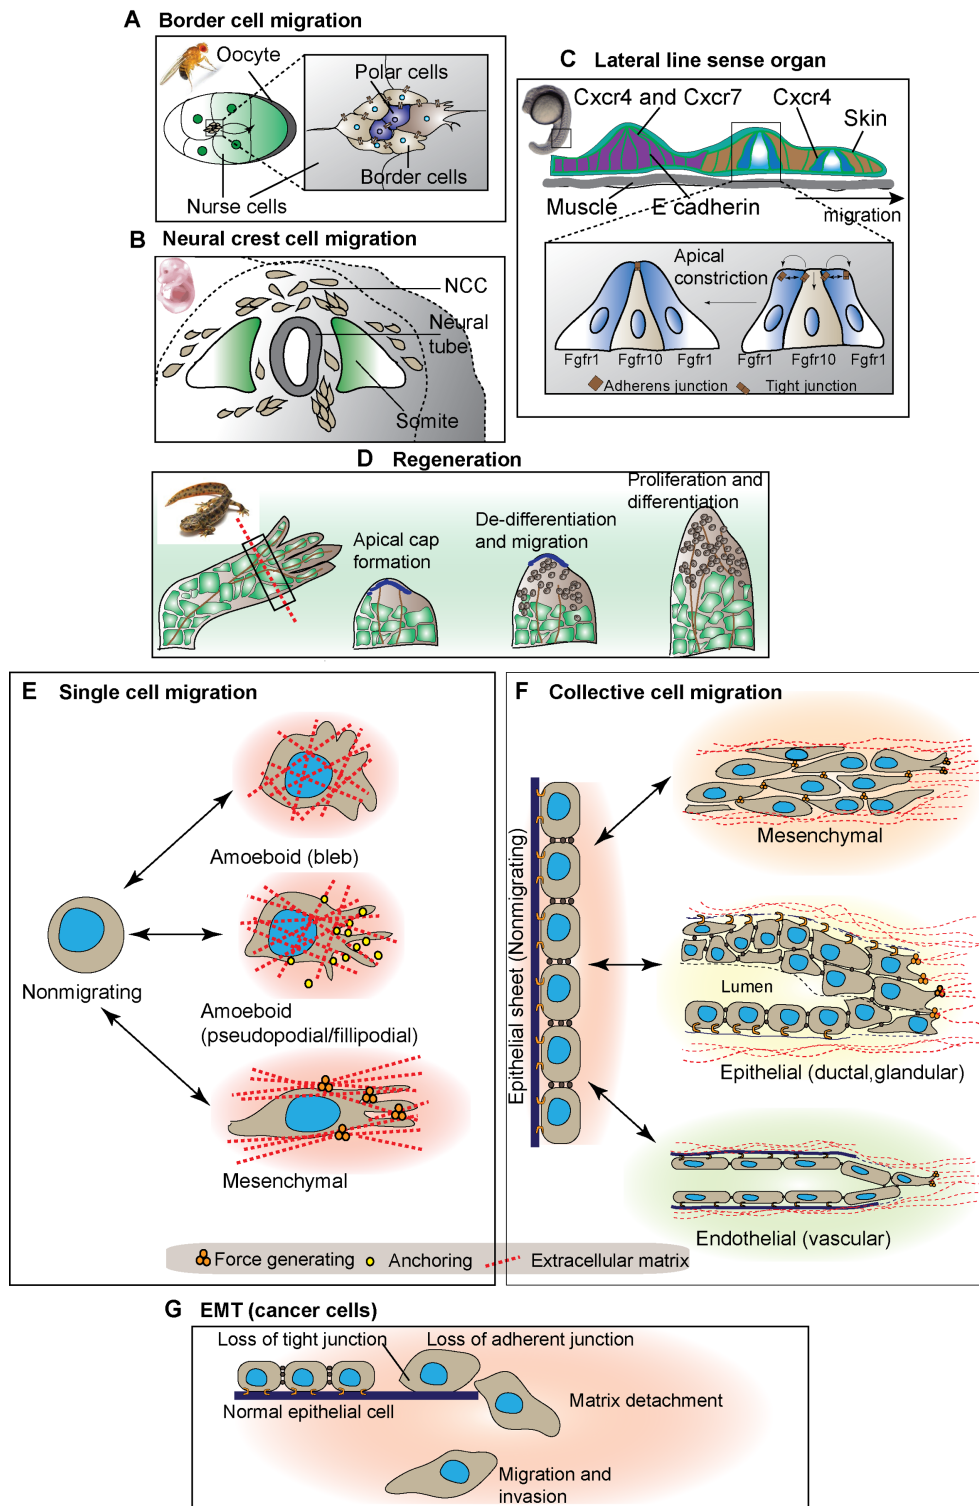 A Border cell migration
Oocyte
Polar cells
Border cells
Nurse cells
B Neural crest cell migration
NCC
Neural
tube
Somite
C Lateral line sense organ
Cxcr4 and Cxcr7
Cxcr4
Skin
Muscle
E cadherin
migration
Apical
constriction
Fgfr1 Fgfr10 Fgfr1
Fgfr1 Fgfr10 Fgfr1
Adherens junction
Tight junction
D Regeneration
Apical cap
formation
De-differentiation
and migration
Proliferation and
differentiation
E Single cell migration
Amoeboid (bleb)
Nonmigrating
Amoeboid
(pseudopodial/fillipodial)
Mesenchymal
F Collective cell migration
Epithelial sheet (Nonmigrating)
Mesenchymal
Lumen
Epithelial (ductal,glandular)
Endothelial (vascular)
Force generating
Anchoring
Extracellular matrix
G EMT (cancer cells)
Loss of tight junction
Loss of adherent junction
Normal epithelial cell
Matrix detachment
Migration and
invasion